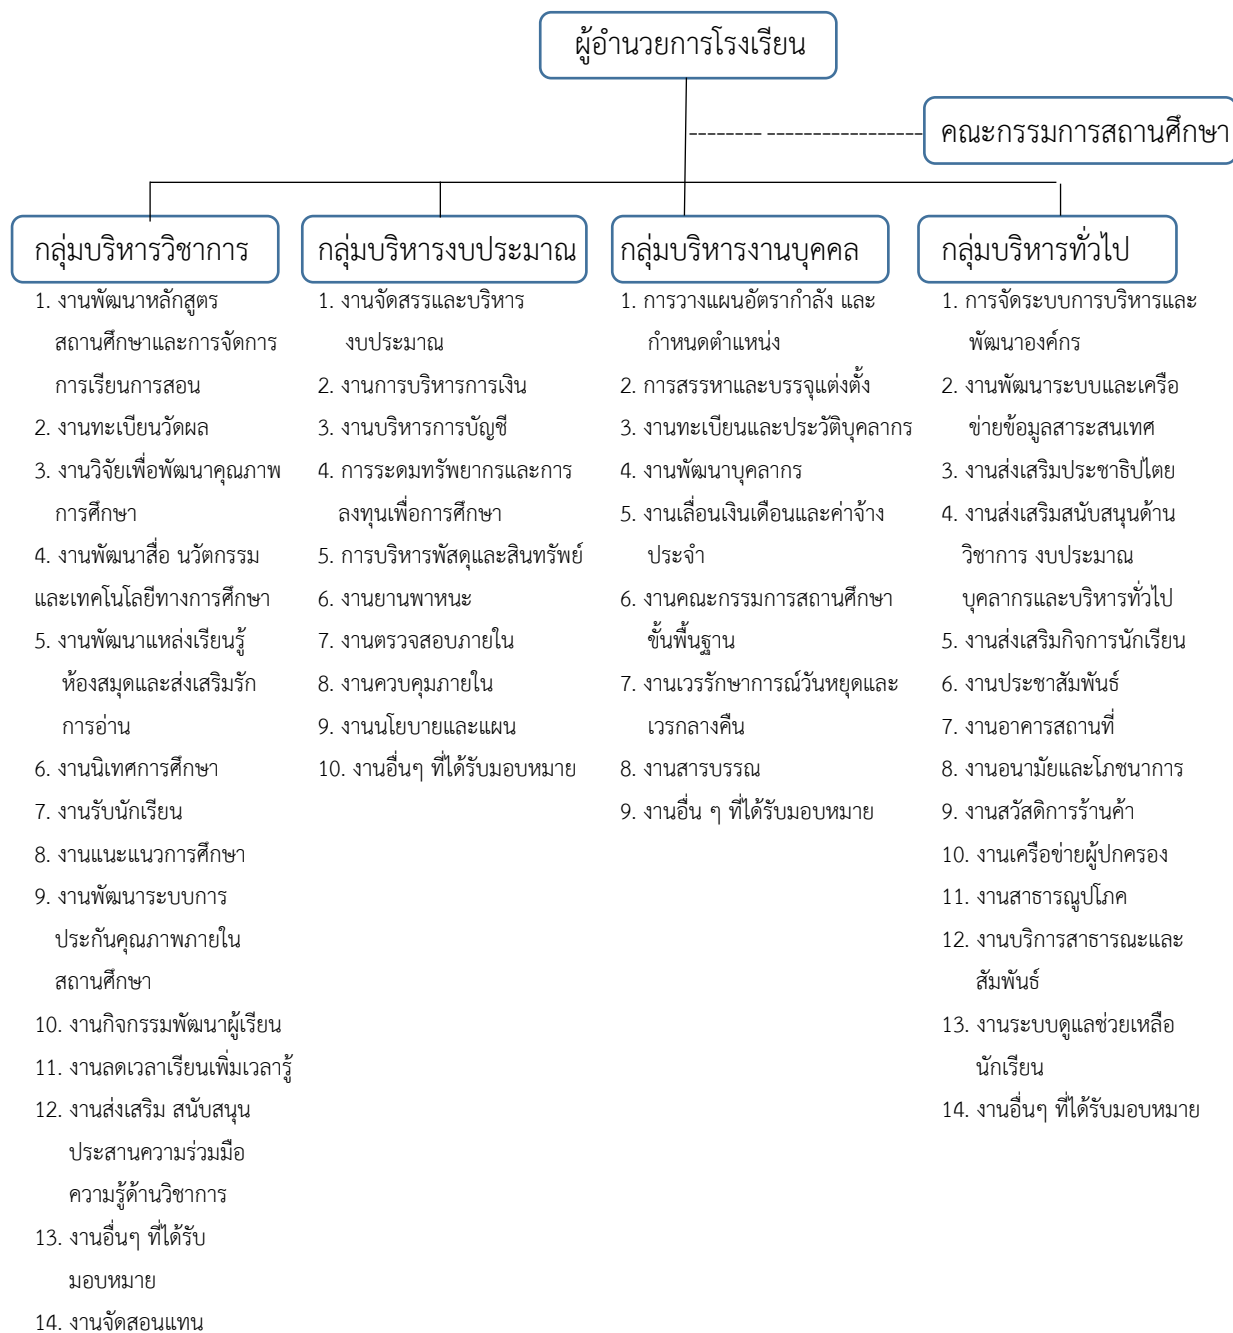 ผู้อำนวยการโรงเรียน
คณะกรรมการสถานศึกษา
กลุ่มบริหารวิชาการ
1. งานพัฒนาหลักสูตร
สถานศึกษาและการจัดการ
การเรียนการสอน
2. งานทะเบียนวัดผล
3. งานวิจัยเพื่อพัฒนาคุณภาพ
การศึกษา
4. งานพัฒนาสื่อ นวัตกรรม
และเทคโนโลยีทางการศึกษา
5. งานพัฒนาแหล่งเรียนรู้
ห้องสมุดและส่งเสริมรัก
การอ่าน
6. งานนิเทศการศึกษา
7. งานรับนักเรียน
8. งานแนะแนวการศึกษา
9. งานพัฒนาระบบการ
ประกันคุณภาพภายใน
สถานศึกษา
10. งานกิจกรรมพัฒนาผู้เรียน
11. งานลดเวลาเรียนเพิ่มเวลารู้
12. งานส่งเสริม สนับสนุน
ประสานความร่วมมือ
ความรู้ด้านวิชาการ
13. งานอื่นๆ ที่ได้รับ
มอบหมาย
14. งานจัดสอนแทน
กลุ่มบริหารงบประมาณ
1. งานจัดสรรและบริหาร
งบประมาณ
2. งานการบริหารการเงิน
3. งานบริหารการบัญชี
4. การระดมทรัพยากรและการ
ลงทุนเพื่อการศึกษา
5. การบริหารพัสดุและสินทรัพย์
6. งานยานพาหนะ
7. งานตรวจสอบภายใน
8. งานควบคุมภายใน
9. งานนโยบายและแผน
10. งานอื่นๆ ที่ได้รับมอบหมาย
กลุ่มบริหารงานบุคคล
1. การวางแผนอัตรากำลัง และ
กำหนดตำแหน่ง
2. การสรรหาและบรรจุแต่งตั้ง
3. งานทะเบียนและประวัติบุคลากร
4. งานพัฒนาบุคลากร
5. งานเลื่อนเงินเดือนและค่าจ้าง
ประจำ
6. งานคณะกรรมการสถานศึกษา
ขั้นพื้นฐาน
7. งานเวรรักษาการณ์วันหยุดและ
เวรกลางคืน
8. งานสารบรรณ
9. งานอื่น ๆ ที่ได้รับมอบหมาย
กลุ่มบริหารทั่วไป
1. การจัดระบบการบริหารและ
พัฒนาองค์กร
2. งานพัฒนาระบบและเครือ
ข่ายข้อมูลสาระสนเทศ
3. งานส่งเสริมประชาธิปไตย
4. งานส่งเสริมสนับสนุนด้าน
วิชาการ งบประมาณ
บุคลากรและบริหารทั่วไป
5. งานส่งเสริมกิจการนักเรียน
6. งานประชาสัมพันธ์
7. งานอาคารสถานที่
8. งานอนามัยและโภชนาการ
9. งานสวัสดิการร้านค้า
10. งานเครือข่ายผู้ปกครอง
11. งานสาธารณูปโภค
12. งานบริการสาธารณะและ
สัมพันธ์
13. งานระบบดูแลช่วยเหลือ
นักเรียน
14. งานอื่นๆ ที่ได้รับมอบหมาย